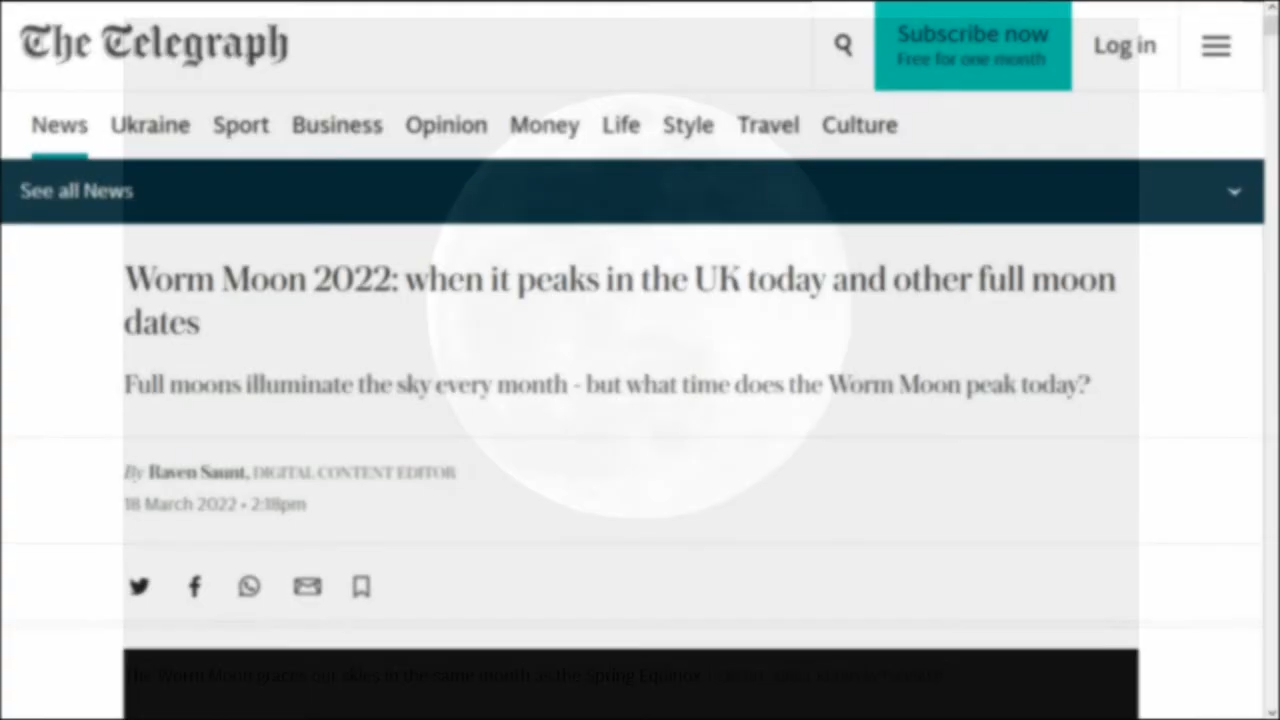 The Telegraph
Subscribe now
Free for one month
Log in
News Ukraine Sport Business Opinion Money Life Style Travel Culture
See all News
Worm Moon 2022: when it peaks in the UK today and other full moon
dates
Full moons illuminate the sky every month - but what time does the Worm Moon peak today?
By Raven Saunt, DIGITAL CONTENT EDITOR
18 March 2022 • 2:18pm
The Worm Moon graces our skies in the same month as the Spring Equinox